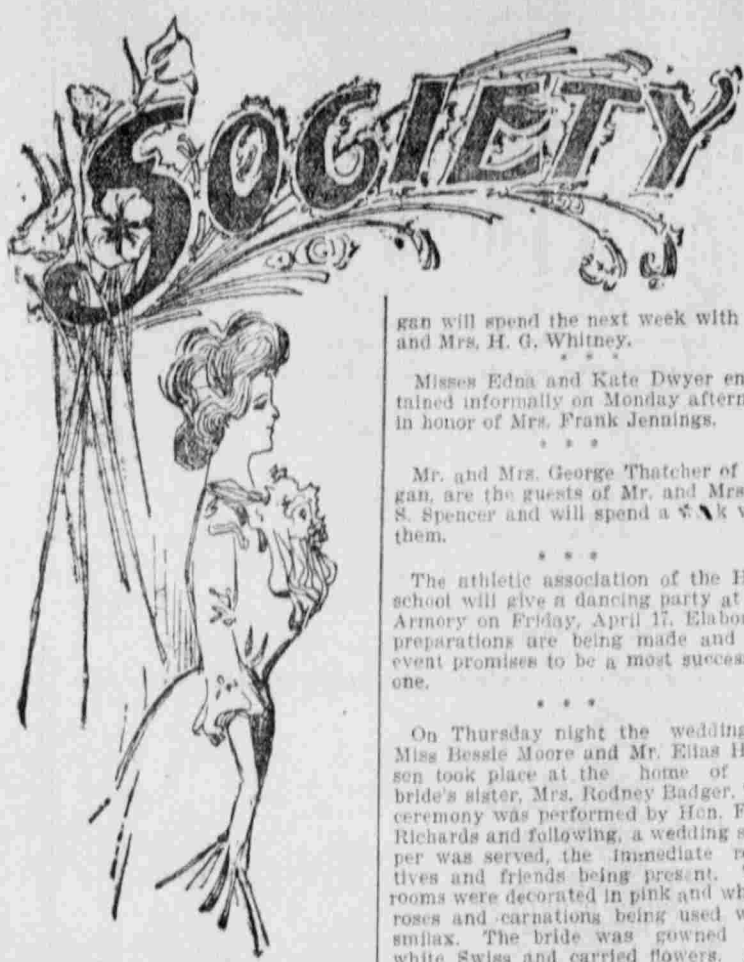 SOCIETY
gan will spend the next week with
and Mrs. H. G. Whitney.
* * *
Misses Edna and Kate Dwyer en
tained informally on Monday aftern
in honor of Mrs. Frank Jennings.
* * *
Mr. and Mrs. George Thatcher of
gan, are the guests of Mr. and Mrs
S. Spencer and will spend a
them.
* * *
The athletic association of the H
school will give a dancing party at
Armory on Friday, April 17. Elabor
preparations are being made and
event promises to be a most success
one.
* * *
On Thursday night the wedding
Miss Bessie Moore and Mr. Elias H
sen took place at the home of
bride's sister, Mrs. Rodney Badger.
ceremony was performed by Hon. F
Richards and following, a wedding s
per was served, the immediate re
tives and friends being present.
rooms were decorated in pink and wh
roses and carnations being used w
smilax. The bride was gowned
white Swiss and carried flowers.